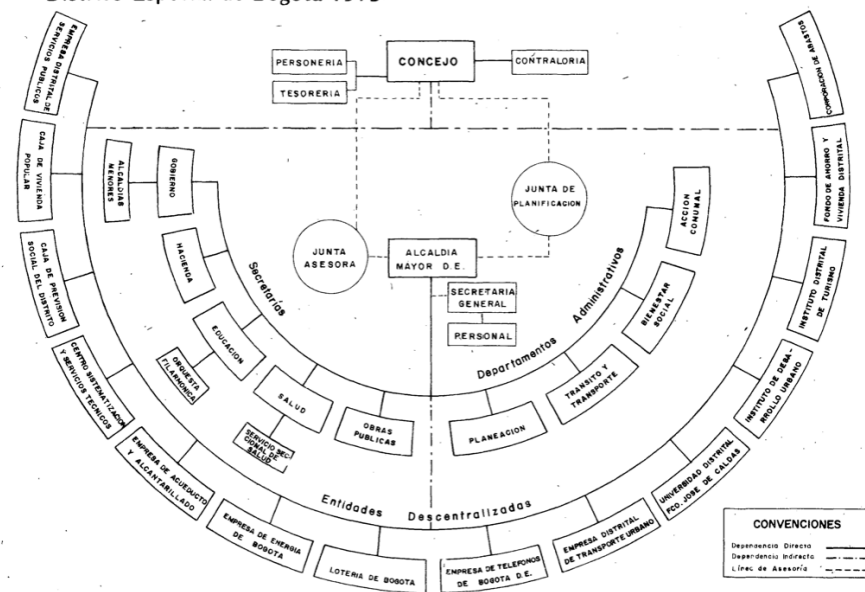 Distrito Especial de Bogotá 1973
CONCEJO
PERSONERIA
TESORERIA
CONTRALORIA
JUNTA
ASESORA
JUNTA DE
PLANIFICACION
ALCALDIA
MAYOR D.E.
SECRETARIA
GENERAL
PERSONAL
Secretarías
GOBIERNO
ALCALDIAS
MENORES
HACIENDA
EDUCACION
ORQUESTA
FILARMONICA
SALUD
SERVICIO SEC-
CIONAL DE
SALUD
OBRAS
PUBLICAS
Departamentos Administrativos
PLANEACION
TRANSITO Y
TRANSPORTE
BIENESTAR
SOCIAL
ACCION
COMUNAL
Entidades Descentralizadas
EMPRESA DISTRITAL DE
SERVICIOS PUBLICOS
CAJA DE VIVIENDA
POPULAR
CAJA DE PREVISION
SOCIAL DEL DISTRITO
CENTRO SISTEMATIZACION
Y SERVICIOS TECNICOS
EMPRESA DE ACUEDUCTO
Y ALCANTARILLADO
EMPRESA DE ENERGIA
DE BOGOTA
LOTERIA DE BOGOTA
EMPRESA DE TELEFONOS
DE BOGOTA D.E.
EMPRESA DISTRITAL
DE TRANSPORTE URBANO
UNIVERSIDAD DISTRITAL
FCO. JOSE DE CALDAS
INSTITUTO DE DESA-
RROLLO URBANO
INSTITUTO DISTRITAL
DE TURISMO
FONDO DE AHORRO Y
VIVIENDA DISTRITAL
CORPORACION DE ABASTOS
CONVENCIONES
Dependencia Directa
Dependencia Indirecta
Línea de Asesoría